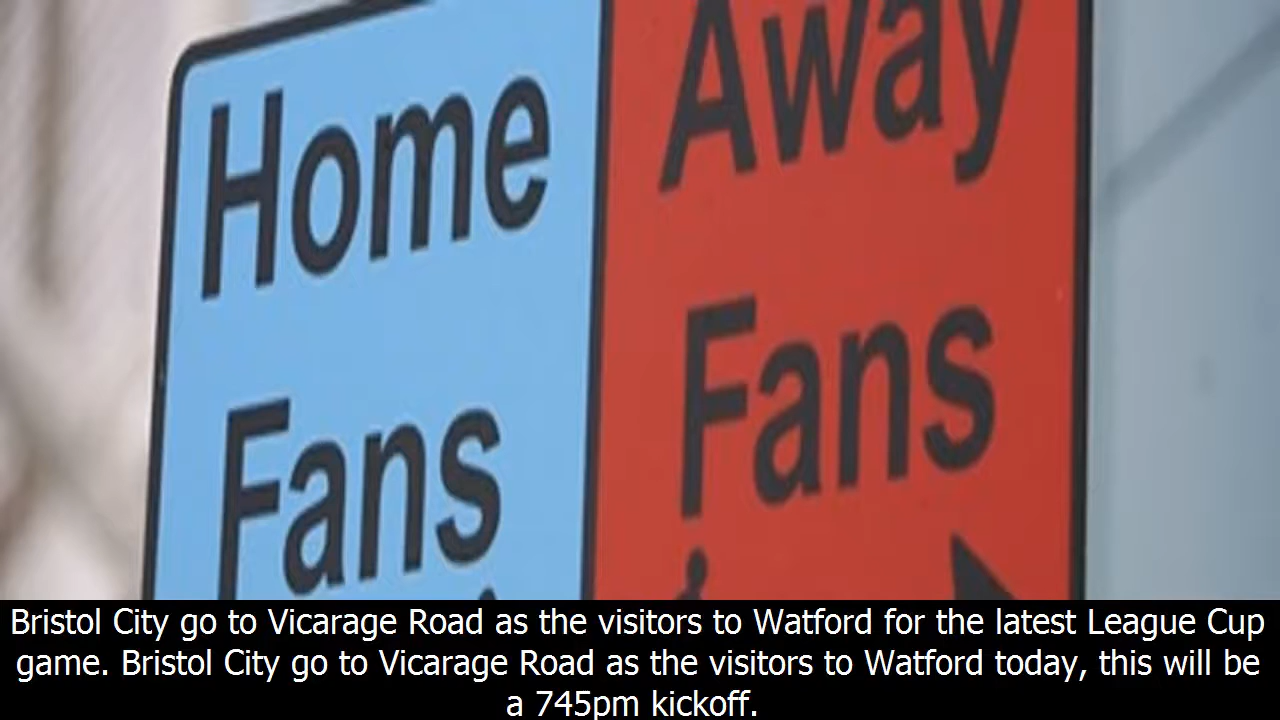 Home
Fans
Away
Fans
Bristol City go to Vicarage Road as the visitors to Watford for the latest League Cup
game. Bristol City go to Vicarage Road as the visitors to Watford today, this will be
a 745pm kickoff.